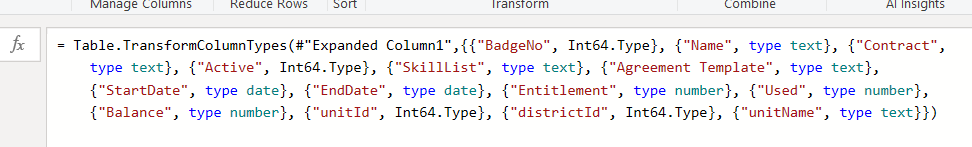 Manage Columns Reduce Rows Sort Transform Combine AI Insights
fx = Table.TransformColumnTypes(#"Expanded Column1",{{"BadgeNo", Int64.Type}, {"Name", type text}, {"Contract",
type text}, {"Active", Int64.Type}, {"SkillList", type text}, {"Agreement Template", type text},
{"StartDate", type date}, {"EndDate", type date}, {"Entitlement", type number}, {"Used", type number},
{"Balance", type number}, {"unitId", Int64.Type}, {"districtId", Int64.Type}, {"unitName", type text}})